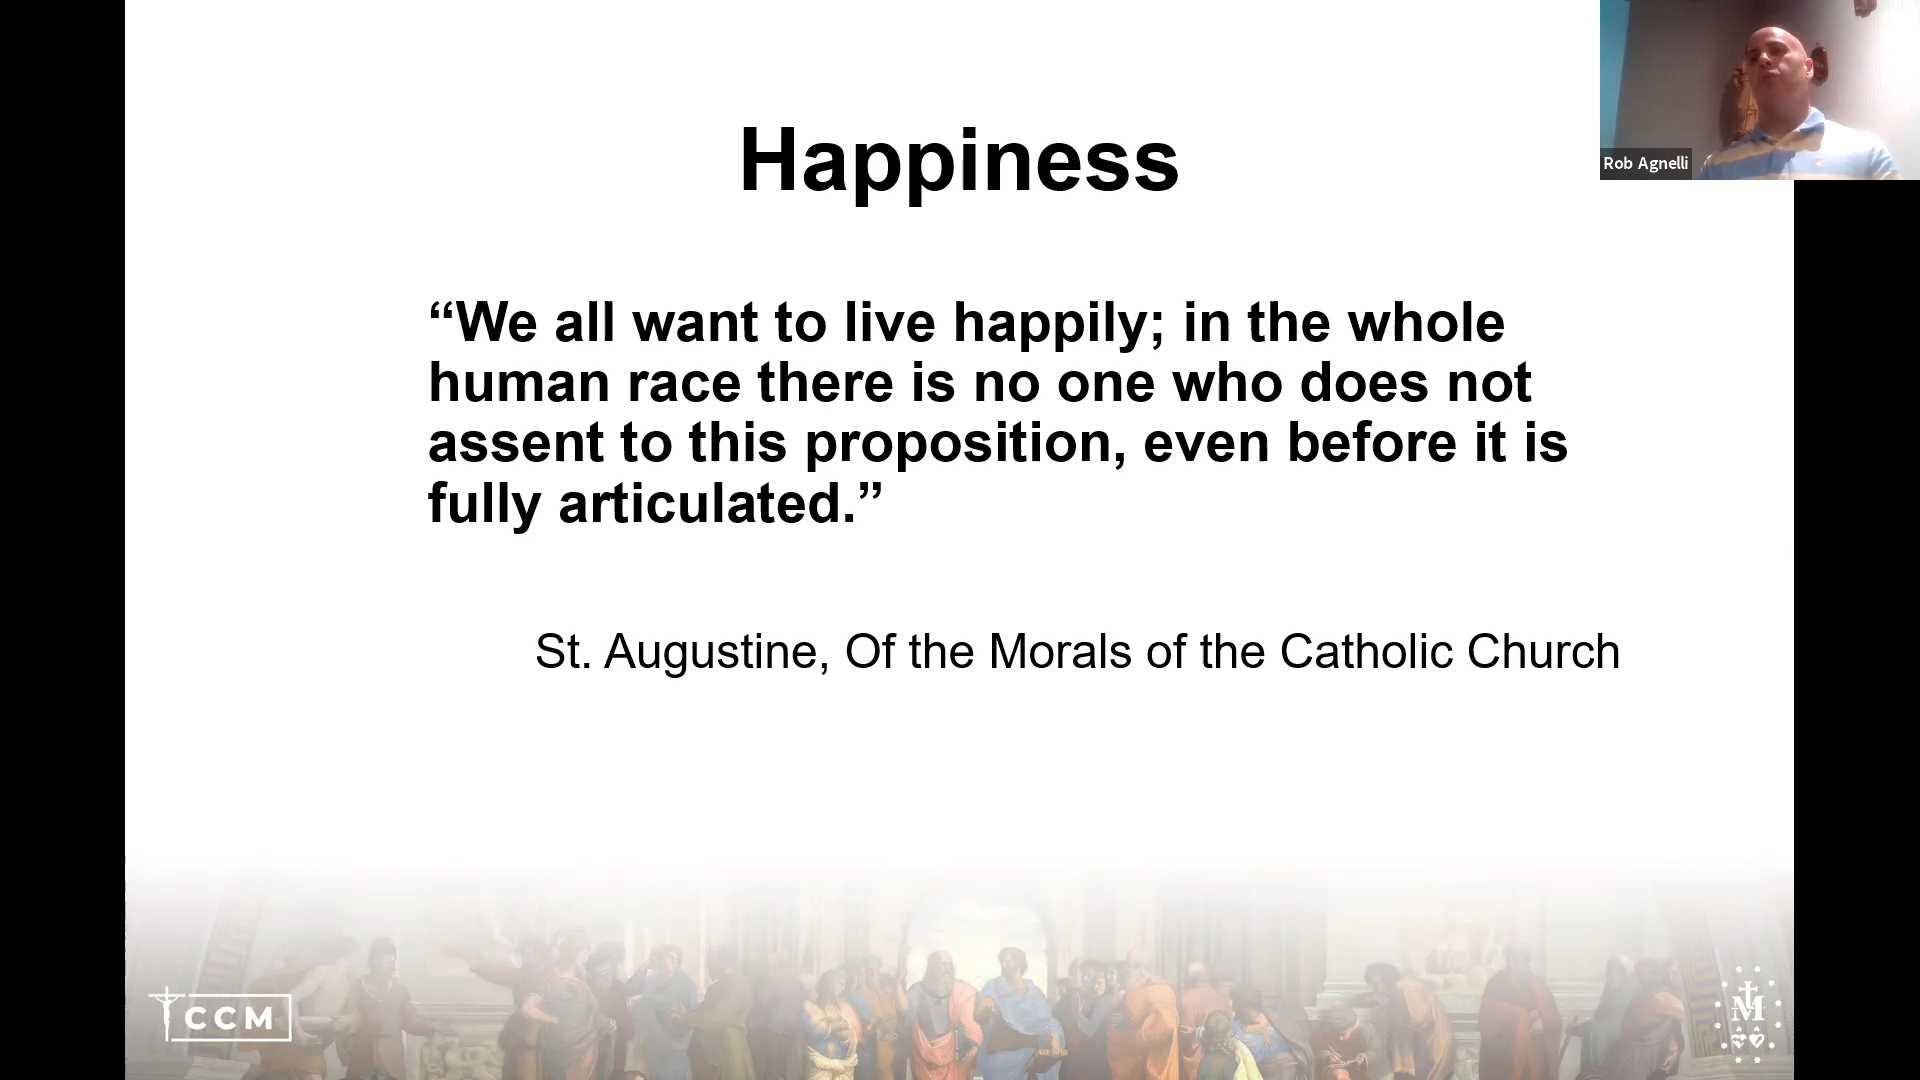 Happiness
Rob Agnelli
“We all want to live happily; in the whole
human race there is no one who does not
assent to this proposition, even before it is
fully articulated.”
St. Augustine, Of the Morals of the Catholic Church
CCM
M